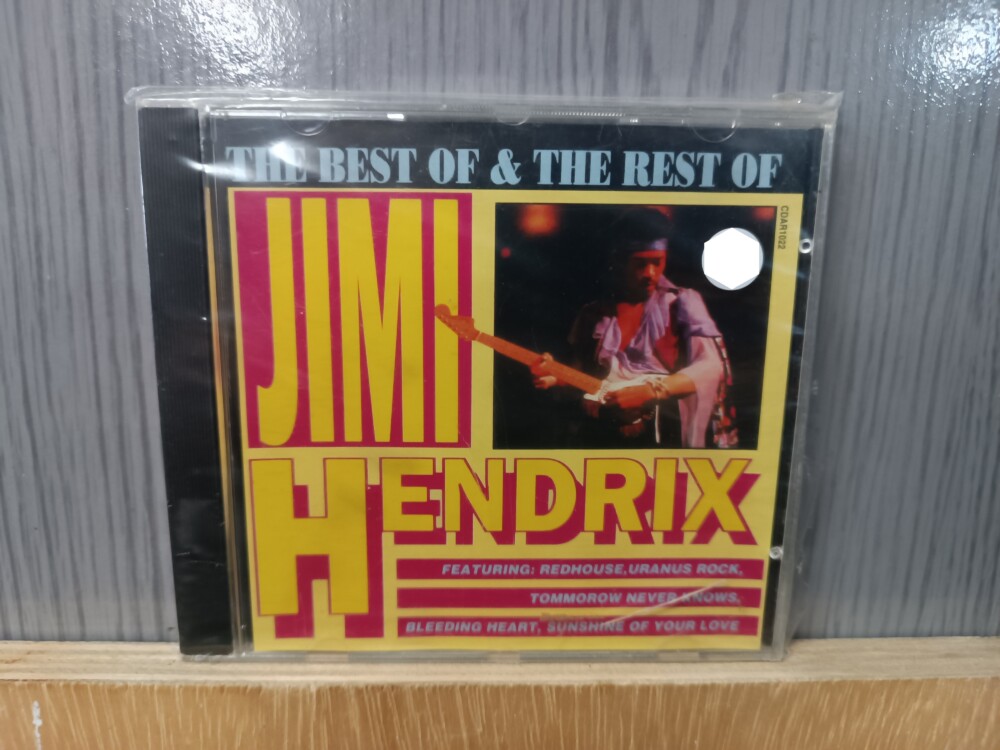 THE BEST OF & THE REST OF
JIMI
CDAR1022
HENDRIX
FEATURING: REDHOUSE, URANUS ROCK,
TOMMOROW NEVER KNOWS,
BLEEDING HEART, SUNSHINE OF YOUR LOVE